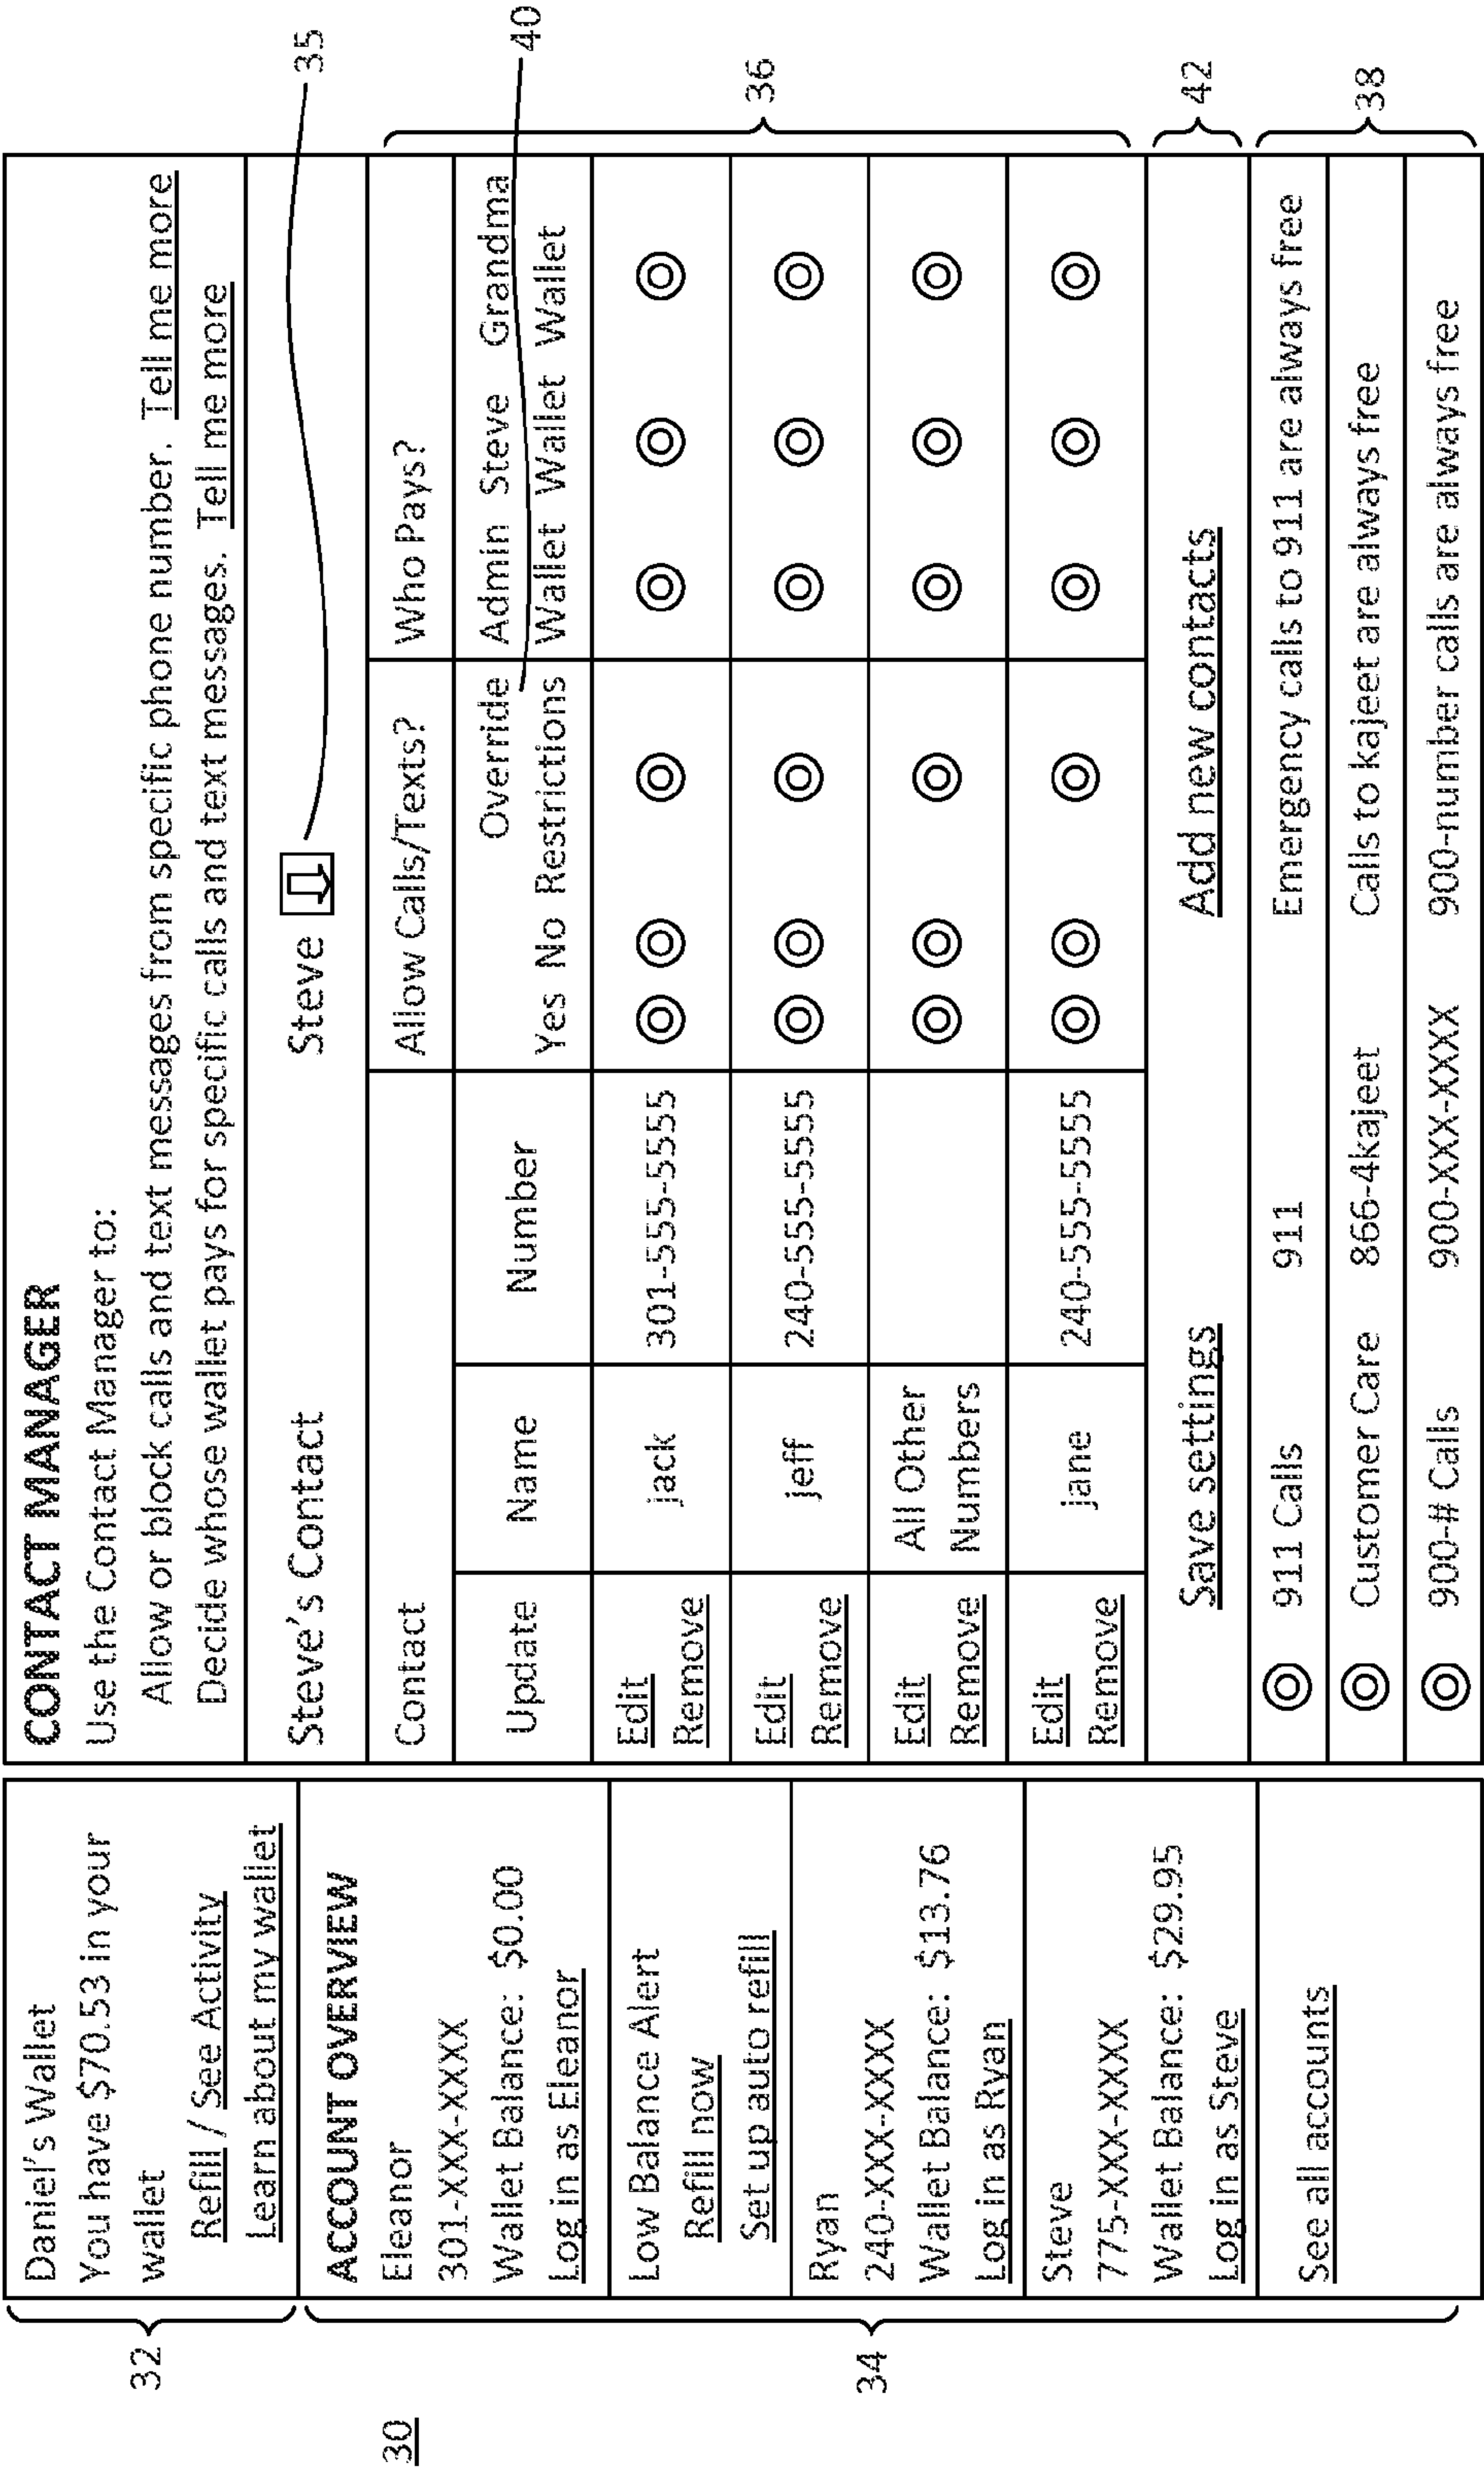 30
32
Daniel's Wallet
You have $70.53 in your
wallet
Refill / See Activity
Learn about my wallet
34
ACCOUNT OVERVIEW
Eleanor
301-XXX-XXXX
Wallet Balance: $0.00
Log in as Eleanor
Low Balance Alert
Refill now
Set up auto refill
Ryan
240-XXX-XXXX
Wallet Balance: $13.76
Log in as Ryan
Steve
775-XXX-XXXX
Wallet Balance: $29.95
Log in as Steve
See all accounts
CONTACT MANAGER
Use the Contact Manager to:
Allow or block calls and text messages from specific phone number. Tell me more
Decide whose wallet pays for specific calls and text messages. Tell me more
Steve's Contact Steve 35
Contact Allow Calls/Texts? Who Pays?
Override Admin Steve Grandma
Update Name Number
Yes No Restrictions Wallet Wallet Wallet
40
Edit
jack 301-555-5555
Remove
Edit
jeff 240-555-5555
Remove
36
Edit All Other
Remove Numbers
Edit
jane 240-555-5555
Remove
Save settings Add new contacts 42
911 Calls 911 Emergency calls to 911 are always free
Customer Care 866-4kajeet Calls to kajeet are always free 38
900-# Calls 900-XXX-XXXX 900-number calls are always free